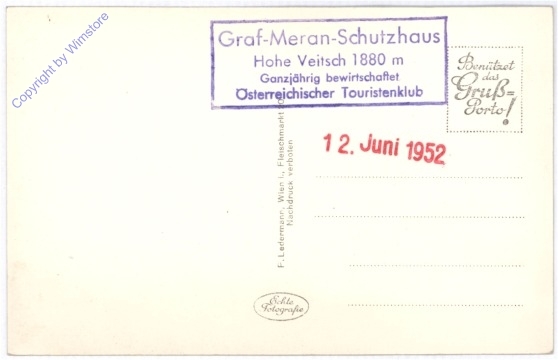 Copyright by Wimstore
Graf-Meran-Schutzhaus
Hohe Veitsch 1880 m
Ganzjährig bewirtschaftet
Österreichischer Touristenklub
Benützet
das
Gruß=
Porto!
12. Juni 1952
F. Ledermann, Wien I., Fleischmarkt
Nachdruck verboten
Echte
Fotografie